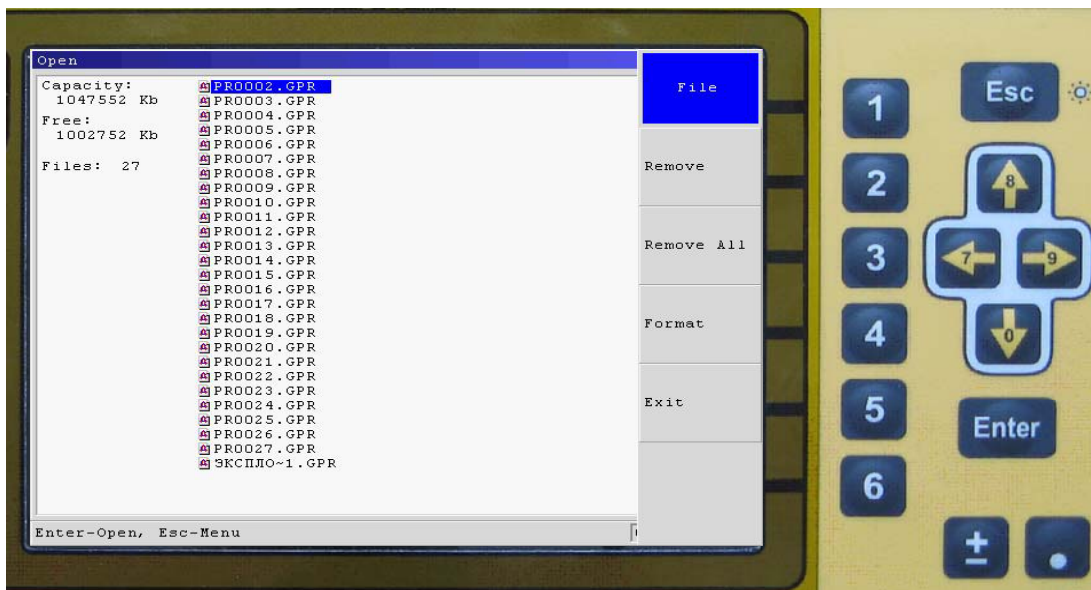 Open
Capacity:
1047552 Kb
Free:
1002752 Kb
Files: 27
PR0002.GPR
PR0003.GPR
PR0004.GPR
PR0005.GPR
PR0006.GPR
PR0007.GPR
PR0008.GPR
PR0009.GPR
PR0010.GPR
PR0011.GPR
PR0012.GPR
PR0013.GPR
PR0014.GPR
PR0015.GPR
PR0016.GPR
PR0017.GPR
PR0018.GPR
PR0019.GPR
PR0020.GPR
PR0021.GPR
PR0022.GPR
PR0023.GPR
PR0024.GPR
PR0025.GPR
PR0026.GPR
PR0027.GPR
ЭКСПЛО~1.GPR
Enter-Open, Esc-Menu
File
Remove
Remove All
Format
Exit
1
2
3
4
5
6
Esc
8
7
9
0
Enter
±
.